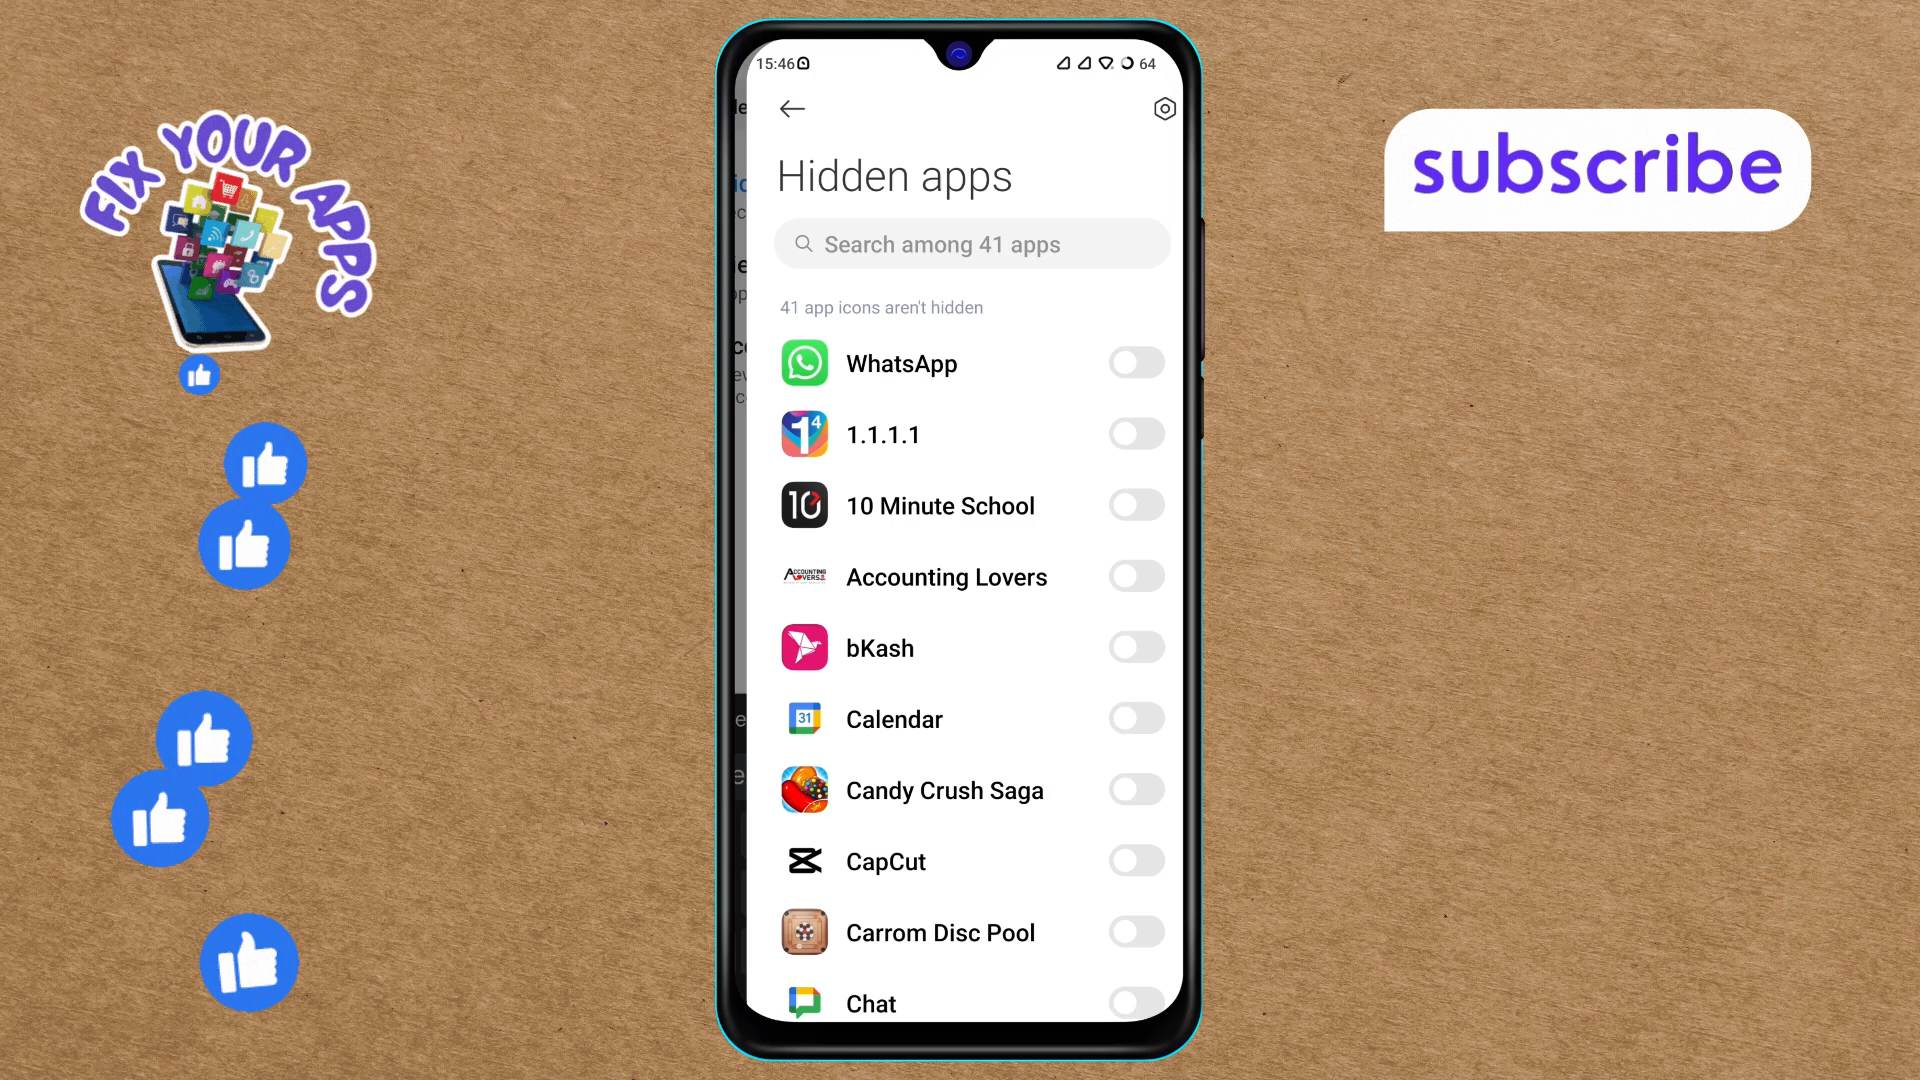 FIX YOUR APPS
subscribe
15:46
64
Hidden apps
Search among 41 apps
41 app icons aren't hidden
WhatsApp
1.1.1.1
10 Minute School
Accounting Lovers
bKash
Calendar
Candy Crush Saga
CapCut
Carrom Disc Pool
Chat